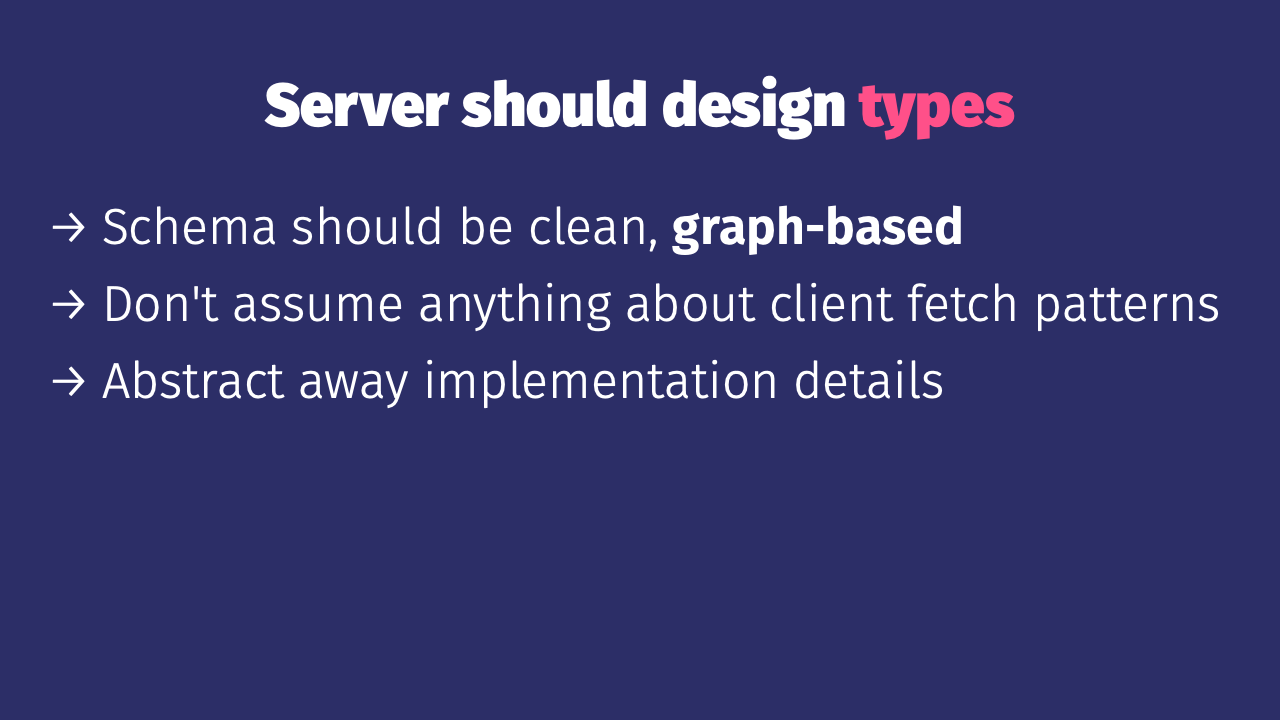 Server should design types
→ Schema should be clean, graph-based
→ Don't assume anything about client fetch patterns
→ Abstract away implementation details